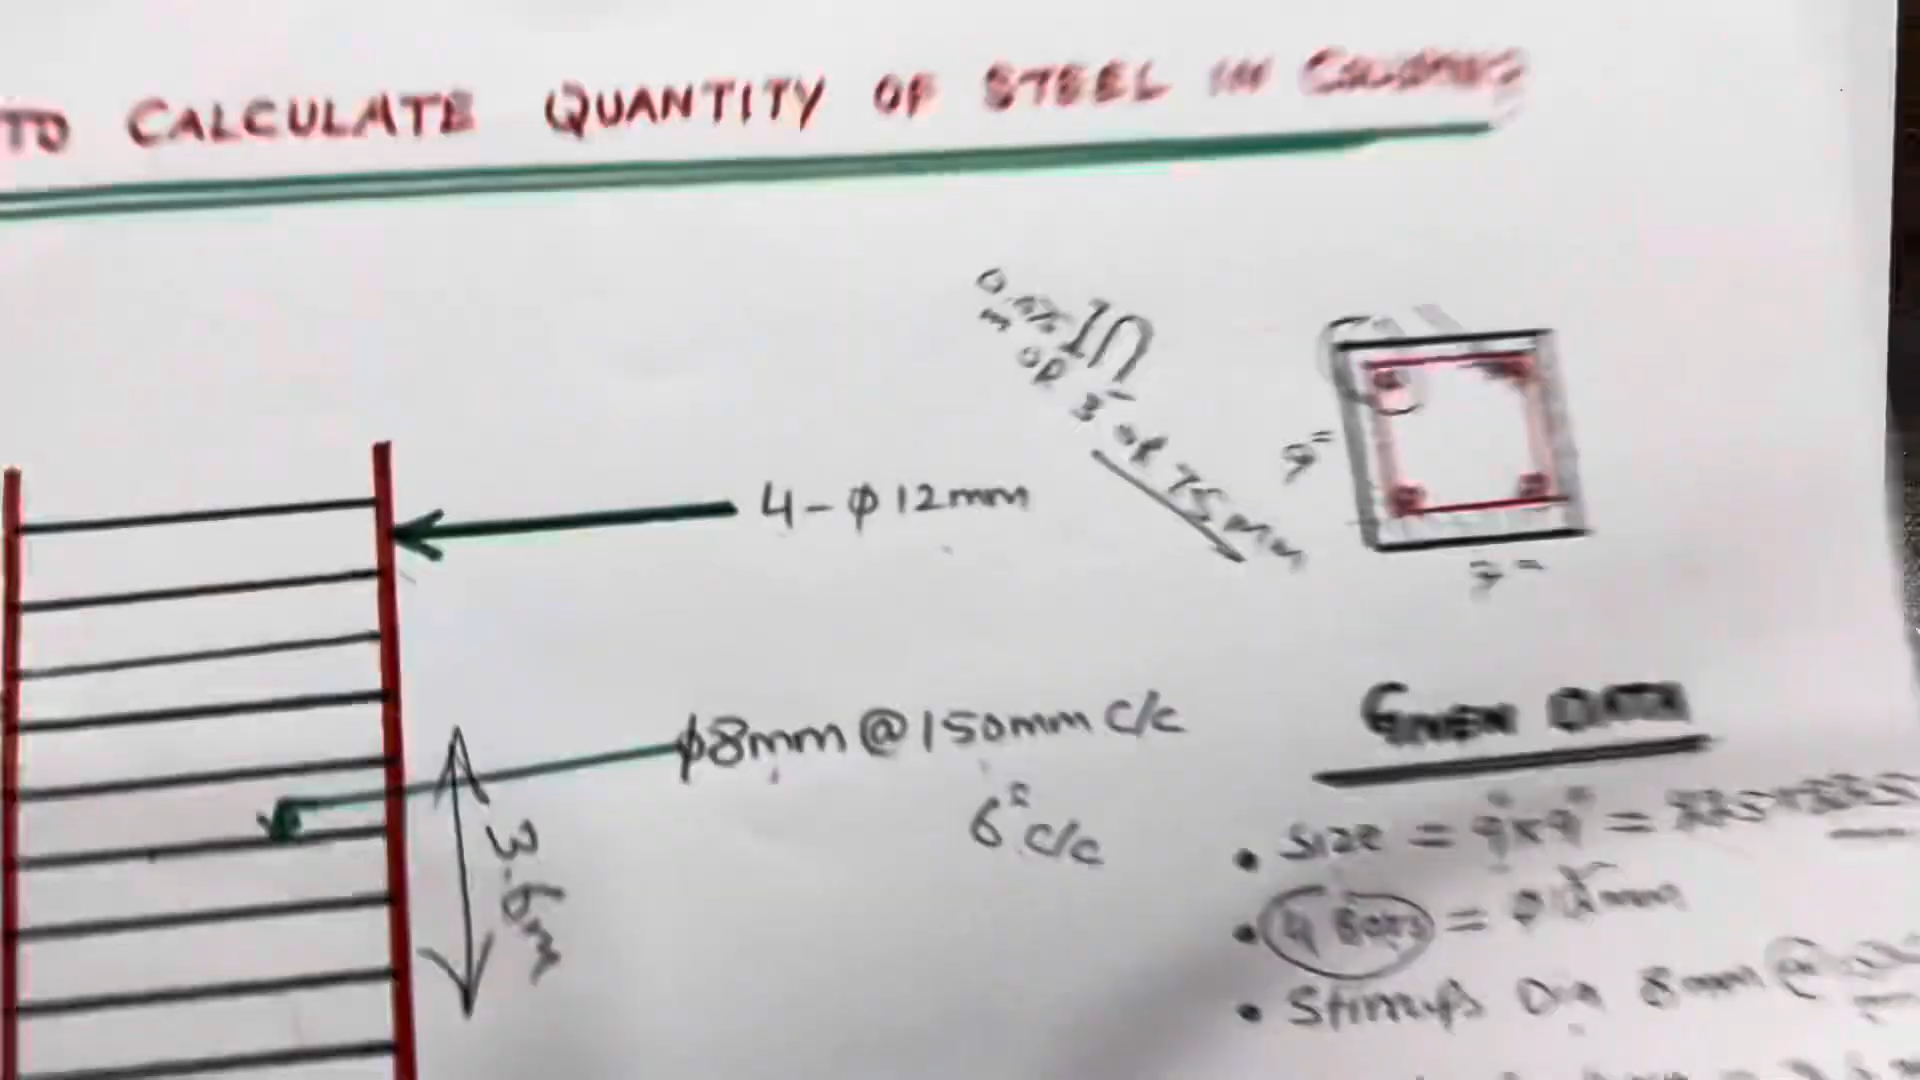 TO CALCULATE QUANTITY OF STEEL IN
OR 3" OR 75mm
9"
9"
4-ϕ12mm
ϕ8mm@150mm c/c
6" c/c
3.6m
GIVEN DATA
• SIZE = 9"x9" =
• 4 Bars = ϕ12mm
• Stirrups Dia 8mm @